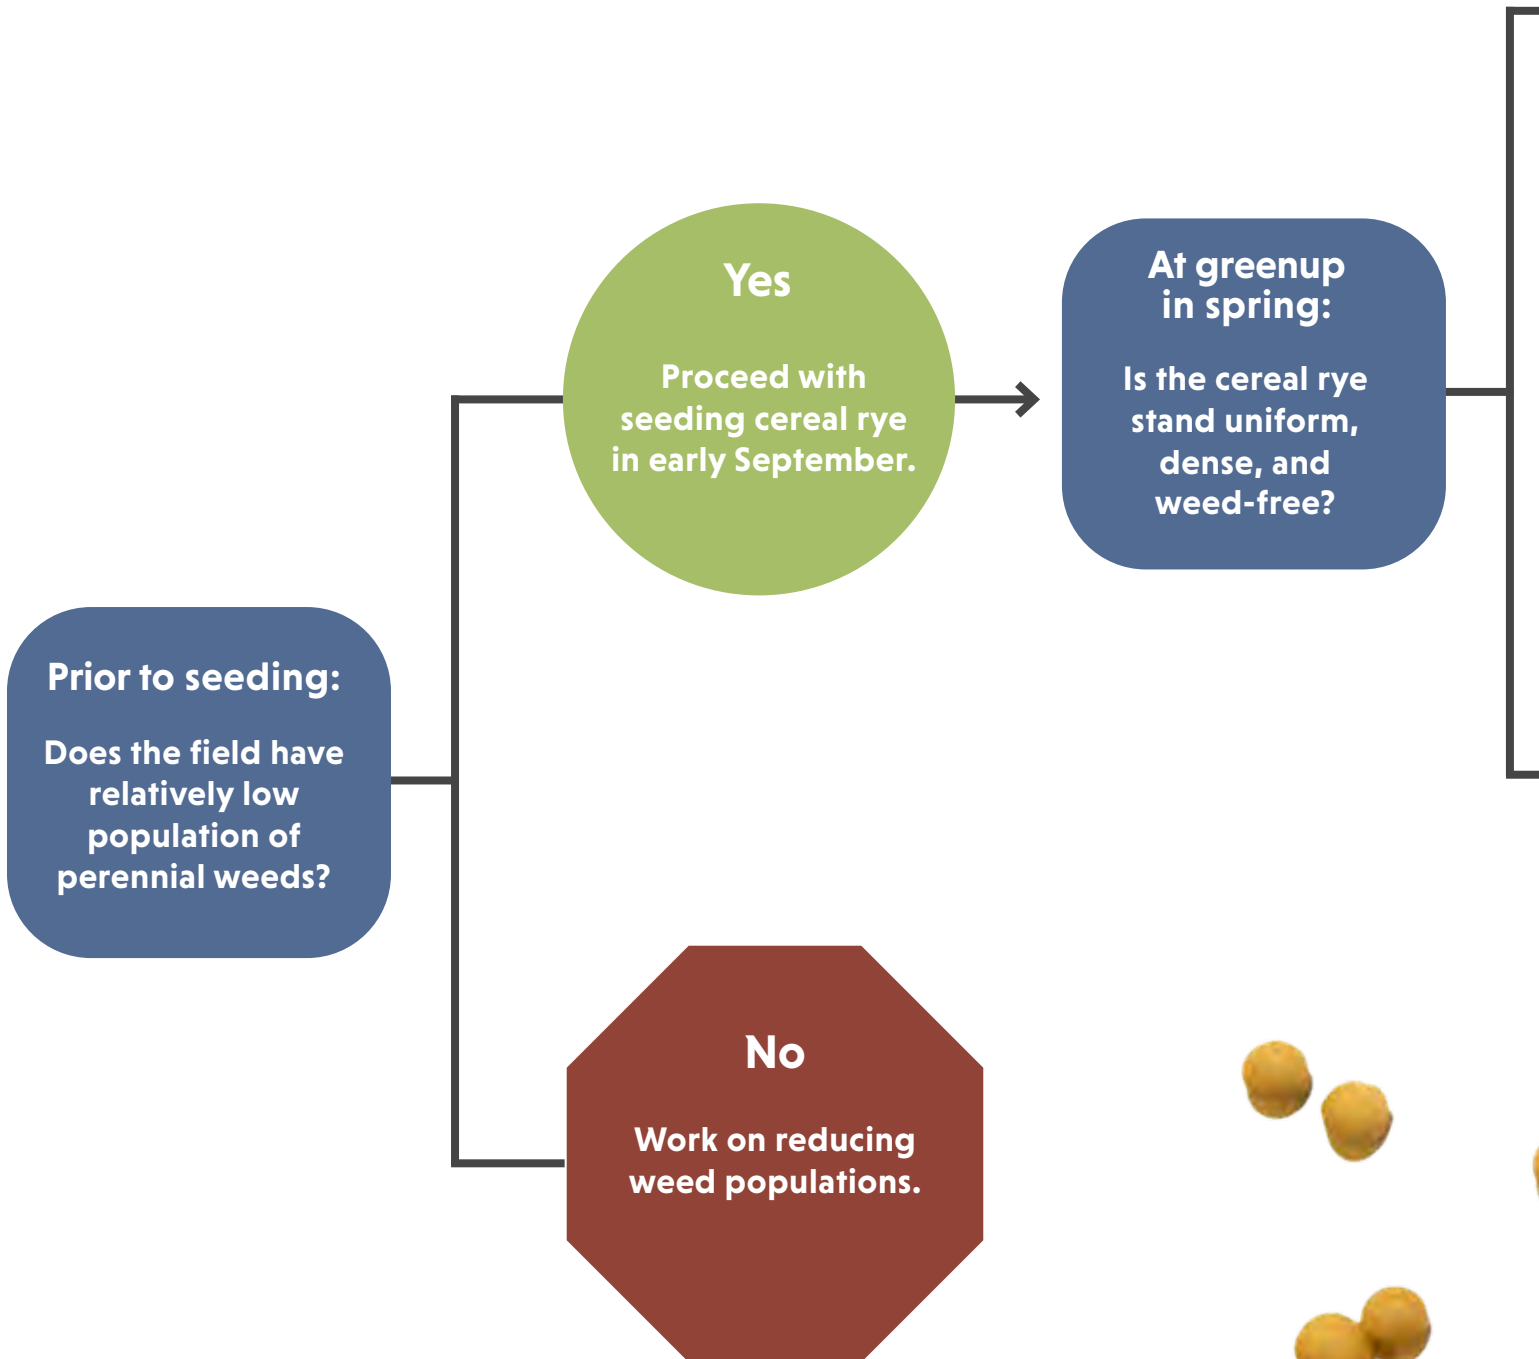 Prior to seeding:
Does the field have
relatively low
population of
perennial weeds?
Yes
Proceed with
seeding cereal rye
in early September.
At greenup
in spring:
Is the cereal rye
stand uniform,
dense, and
weed-free?
No
Work on reducing
weed populations.